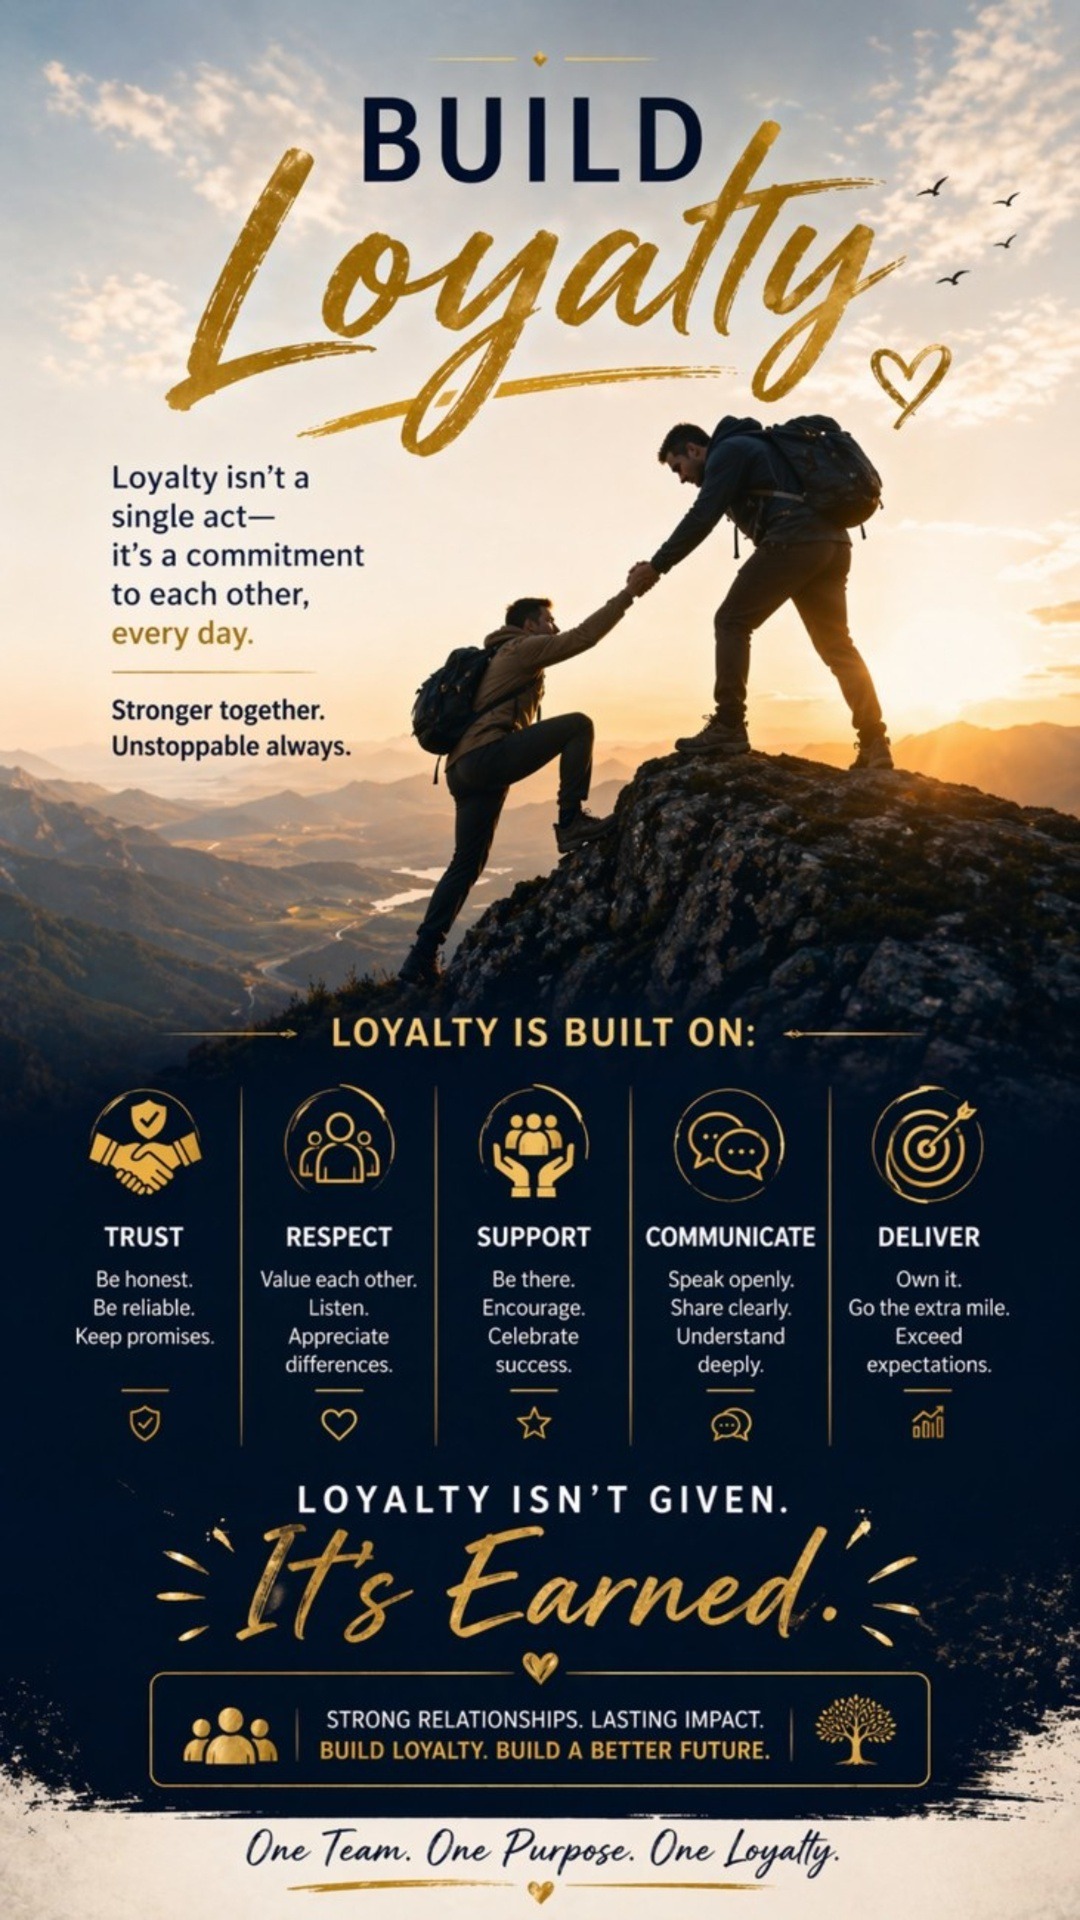 BUILD
Loyalty
Loyalty isn't a
single act—
it's a commitment
to each other,
every day.
Stronger together.
Unstoppable always.
LOYALTY IS BUILT ON:
TRUST
Be honest.
Be reliable.
Keep promises.
RESPECT
Value each other.
Listen.
Appreciate
differences.
SUPPORT
Be there.
Encourage.
Celebrate
success.
COMMUNICATE
Speak openly.
Share clearly.
Understand
deeply.
DELIVER
Own it.
Go the extra mile.
Exceed
expectations.
LOYALTY ISN'T GIVEN.
It's Earned.
STRONG RELATIONSHIPS. LASTING IMPACT.
BUILD LOYALTY. BUILD A BETTER FUTURE.
One Team. One Purpose. One Loyalty.